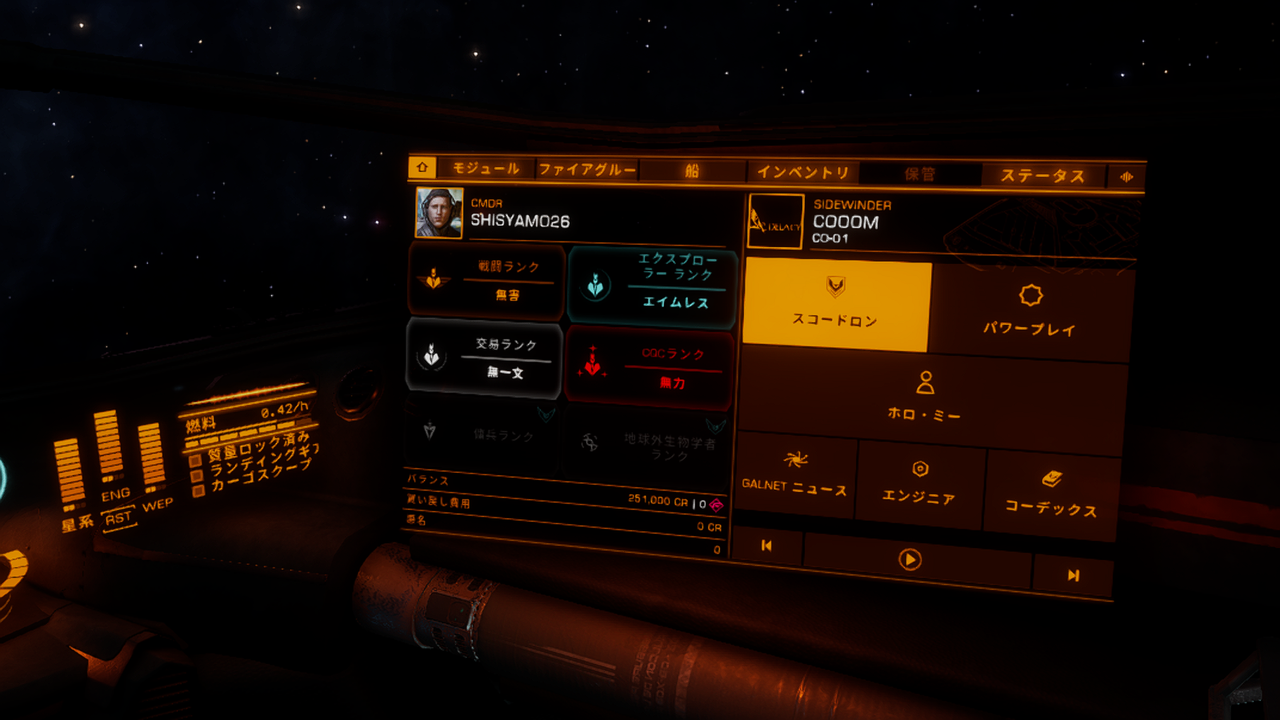 モジュール
ファイアグルー
船
インベントリ
保管
ステータス
CMDR
SHISYAMO26
SIDEWINDER
COOOM
CO-01
戦闘ランク
無害
エクスプロー
ラー ランク
エイムレス
交易ランク
無一文
CQCランク
無力
傭兵ランク
地球外生物学者
ランク
バランス
251,000 CR | 0
買い戻し費用
0 CR
悪名
0
スコードロン
パワープレイ
ホロ・ミー
GALNET ニュース
エンジニア
コーデックス
燃料
0.42/h
質量ロック済み
ランディングギ
カーゴスクープ
ENG
星系
RST
WEP